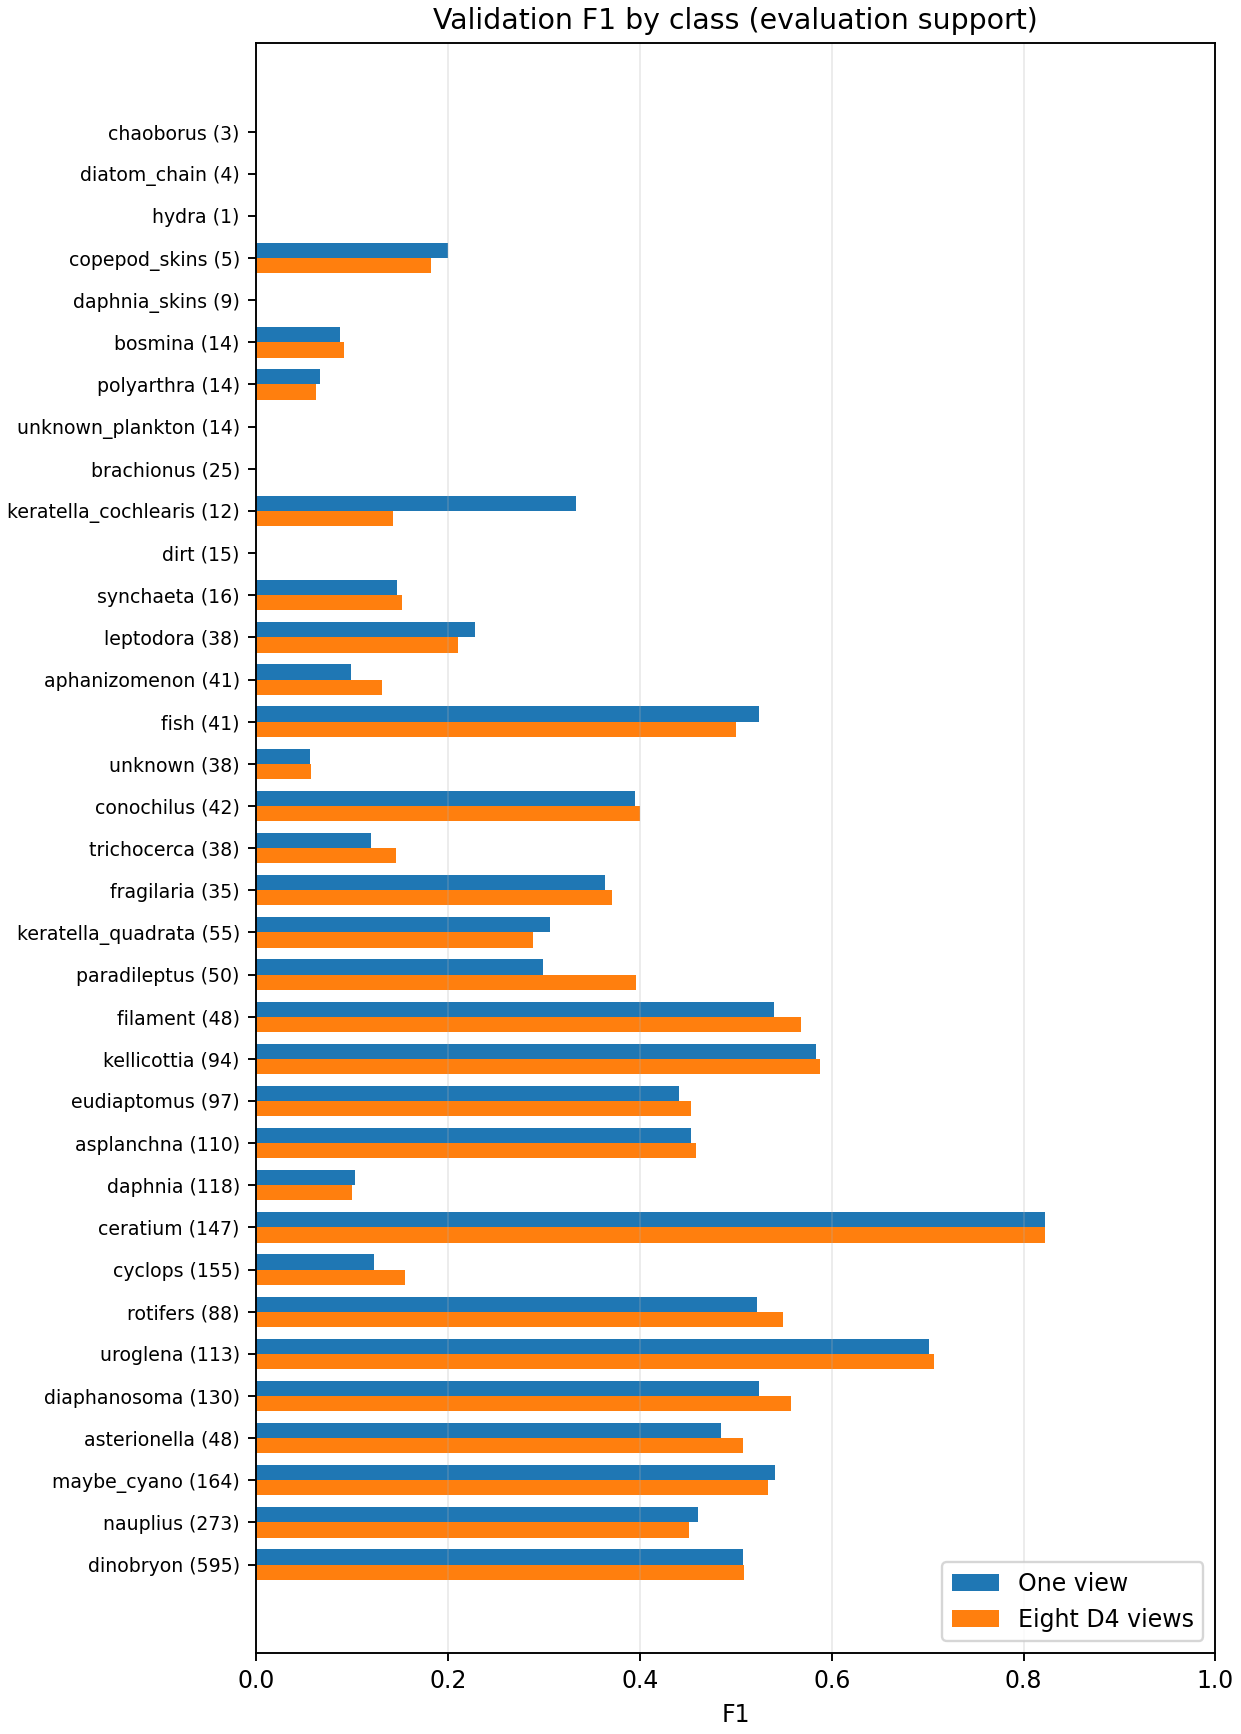 Validation F1 by class (evaluation support)
chaoborus (3)
diatom_chain (4)
hydra (1)
copepod_skins (5)
daphnia_skins (9)
bosmina (14)
polyarthra (14)
unknown_plankton (14)
brachionus (25)
keratella_cochlearis (12)
dirt (15)
synchaeta (16)
leptodora (38)
aphanizomenon (41)
fish (41)
unknown (38)
conochilus (42)
trichocerca (38)
fragilaria (35)
keratella_quadrata (55)
paradileptus (50)
filament (48)
kellicottia (94)
eudiaptomus (97)
asplanchna (110)
daphnia (118)
ceratium (147)
cyclops (155)
rotifers (88)
uroglena (113)
diaphanosoma (130)
asterionella (48)
maybe_cyano (164)
nauplius (273)
dinobryon (595)
One view
Eight D4 views
0.0 0.2 0.4 0.6 0.8 1.0
F1